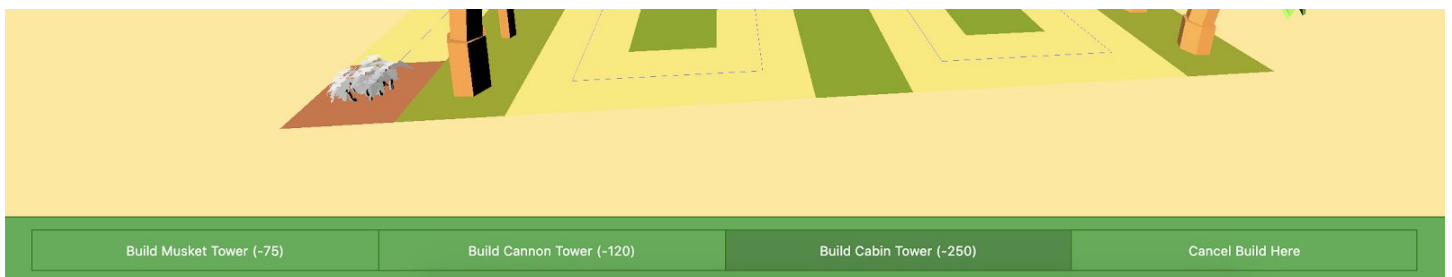 Build Musket Tower (-75)
Build Cannon Tower (-120)
Build Cabin Tower (-250)
Cancel Build Here